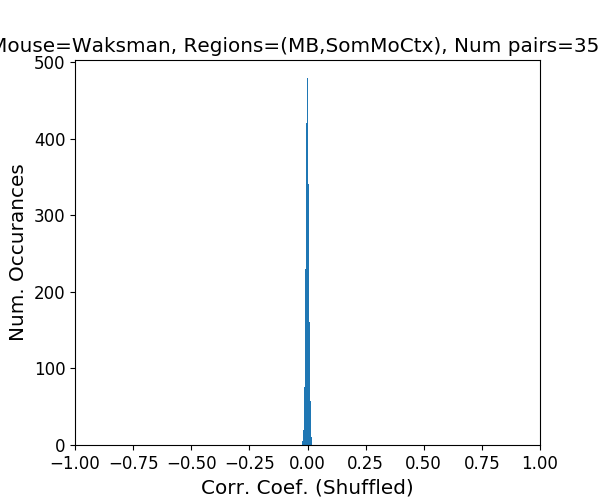 Mouse=Waksman, Regions=(MB,SomMoCtx), Num pairs=35
500
400
300
200
100
0
Num. Occurances
−1.00 −0.75 −0.50 −0.25 0.00 0.25 0.50 0.75 1.00
Corr. Coef. (Shuffled)